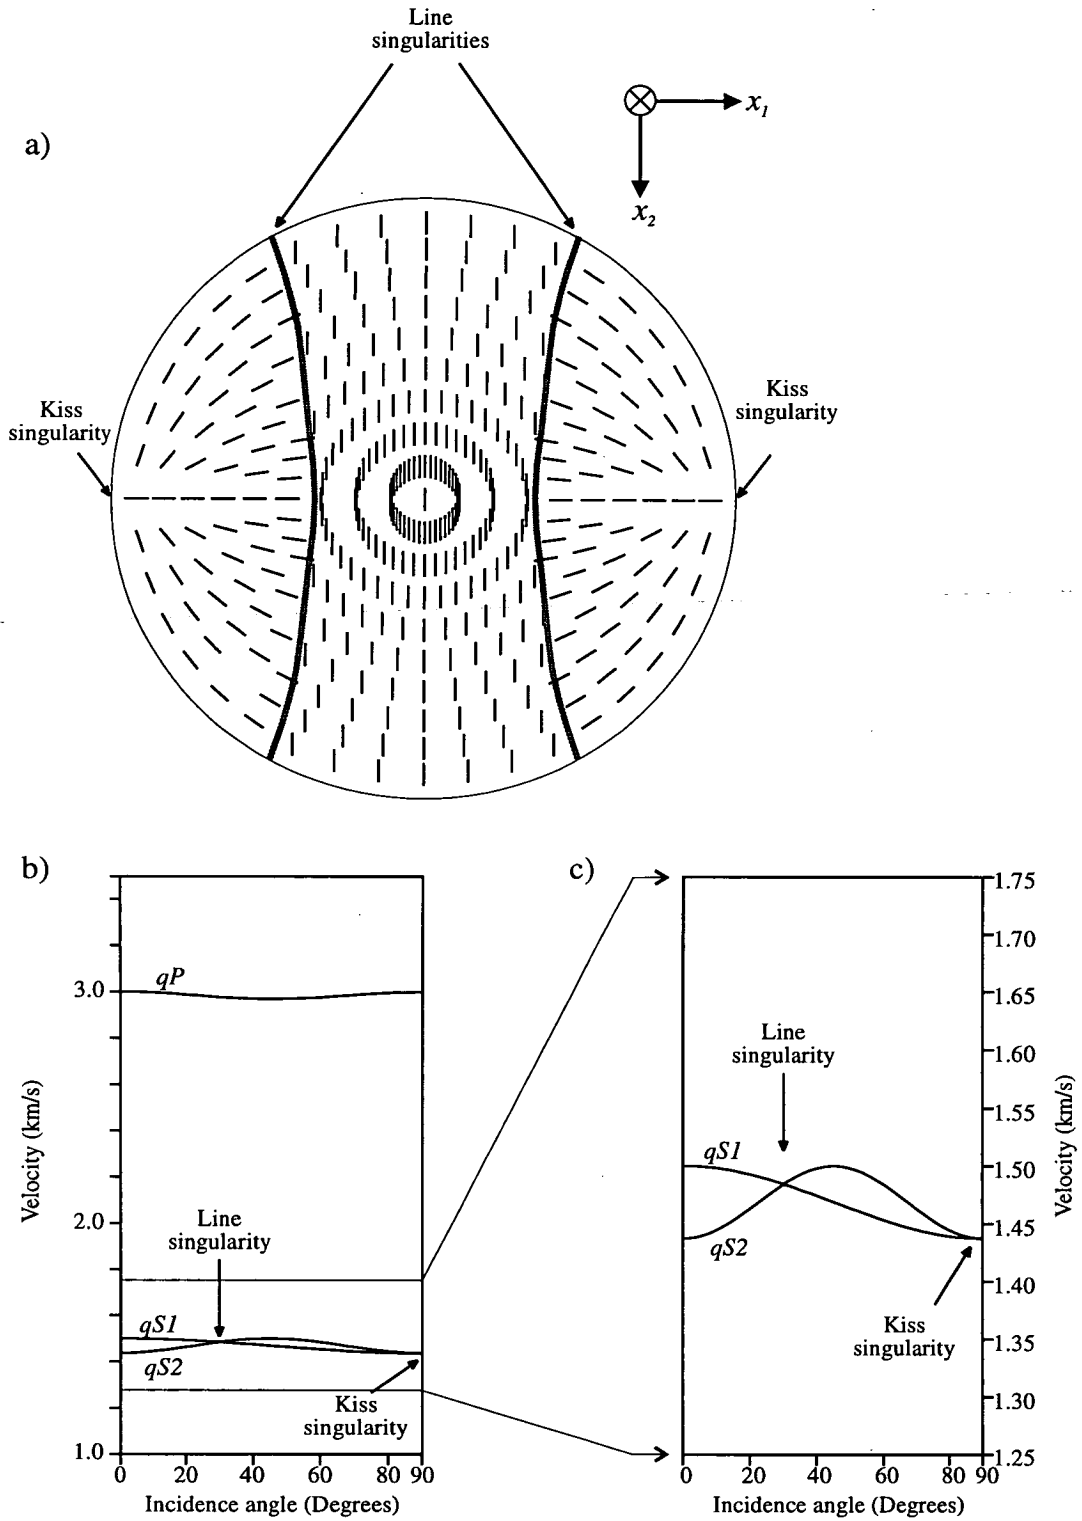 Line
singularities
a)
x1
x2
Kiss
singularity
Kiss
singularity
b)
qP
3.0
Velocity (km/s)
2.0
Line
singularity
qS1
qS2
Kiss
singularity
1.0
0 20 40 60 80 90
Incidence angle (Degrees)
c)
1.75
1.70
1.65
1.60
1.55
1.50
1.45
1.40
1.35
1.30
1.25
Velocity (km/s)
Line
singularity
qS1
qS2
Kiss
singularity
0 20 40 60 80 90
Incidence angle (Degrees)